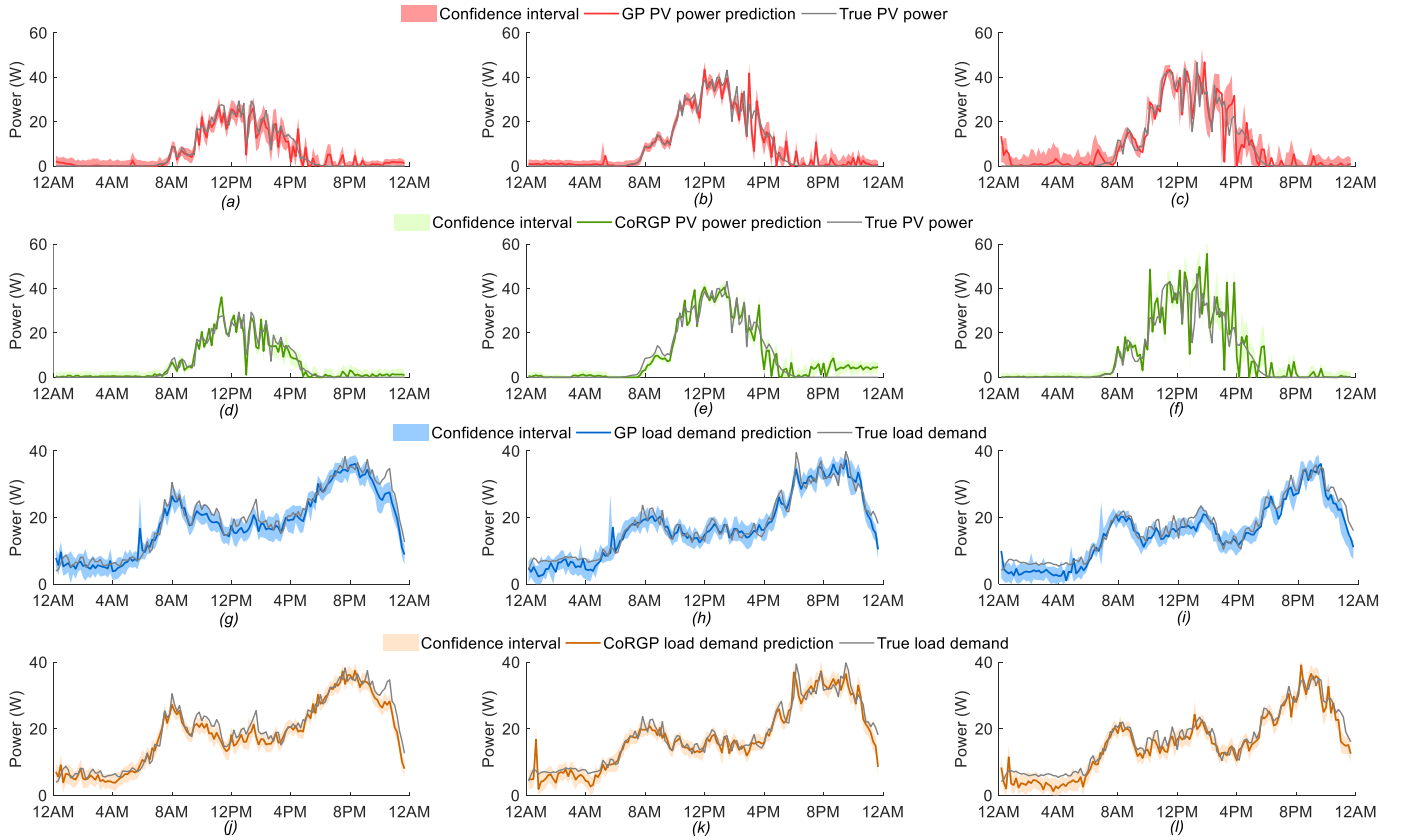 Confidence interval GP PV power prediction True PV power
60 60 60
Power (W) Power (W) Power (W)
40 40 40
20 20 20
0 0 0
12AM 4AM 8AM 12PM 4PM 8PM 12AM 12AM 4AM 8AM 12PM 4PM 8PM 12AM 12AM 4AM 8AM 12PM 4PM 8PM 12AM
(a) (b) (c)
Confidence interval CoRGP PV power prediction True PV power
60 60 60
Power (W) Power (W) Power (W)
40 40 40
20 20 20
0 0 0
12AM 4AM 8AM 12PM 4PM 8PM 12AM 12AM 4AM 8AM 12PM 4PM 8PM 12AM 12AM 4AM 8AM 12PM 4PM 8PM 12AM
(d) (e) (f)
Confidence interval GP load demand prediction True load demand
40 40 40
Power (W) Power (W) Power (W)
20 20 20
0 0 0
12AM 4AM 8AM 12PM 4PM 8PM 12AM 12AM 4AM 8AM 12PM 4PM 8PM 12AM 12AM 4AM 8AM 12PM 4PM 8PM 12AM
(g) (h) (i)
Confidence interval CoRGP load demand prediction True load demand
40 40 40
Power (W) Power (W) Power (W)
20 20 20
0 0 0
12AM 4AM 8AM 12PM 4PM 8PM 12AM 12AM 4AM 8AM 12PM 4PM 8PM 12AM 12AM 4AM 8AM 12PM 4PM 8PM 12AM
(j) (k) (l)